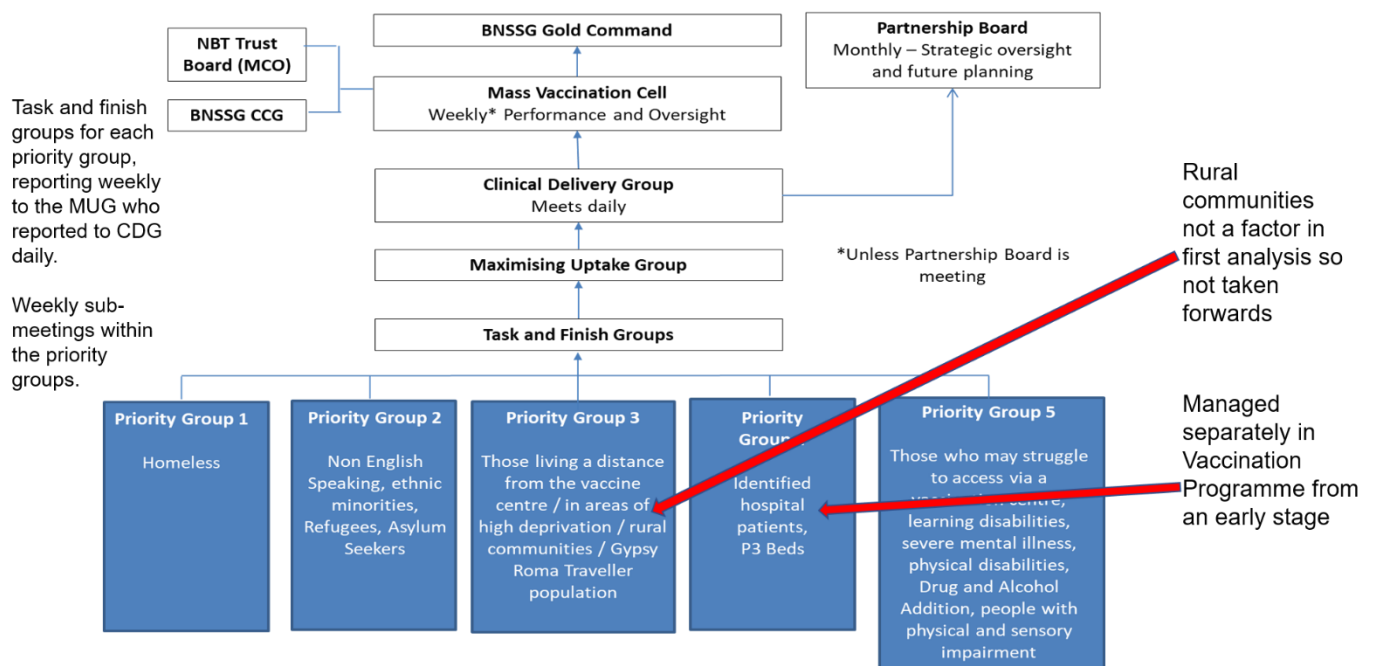 BNSSG Gold Command
Partnership Board
Monthly – Strategic oversight
and future planning
NBT Trust
Board (MCO)
BNSSG CCG
Mass Vaccination Cell
Weekly* Performance and Oversight
Task and finish
groups for each
priority group,
reporting weekly
to the MUG who
reported to CDG
daily.
Weekly sub-
meetings within
the priority
groups.
Clinical Delivery Group
Meets daily
Maximising Uptake Group
*Unless Partnership Board is
meeting
Task and Finish Groups
Rural
communities
not a factor in
first analysis so
not taken
forwards
Managed
separately in
Vaccination
Programme from
an early stage
Priority Group 1
Homeless
Priority Group 2
Non English
Speaking, ethnic
minorities,
Refugees, Asylum
Seekers
Priority Group 3
Those living a distance
from the vaccine
centre / in areas of
high deprivation / rural
communities / Gypsy
Roma Traveller
population
Priority
Group
Identified
hospital
patients,
P3 Beds
Priority Group 5
Those who may struggle
to access via a
centre,
learning disabilities,
severe mental illness,
physical disabilities,
Drug and Alcohol
Addition, people with
physical and sensory
impairment